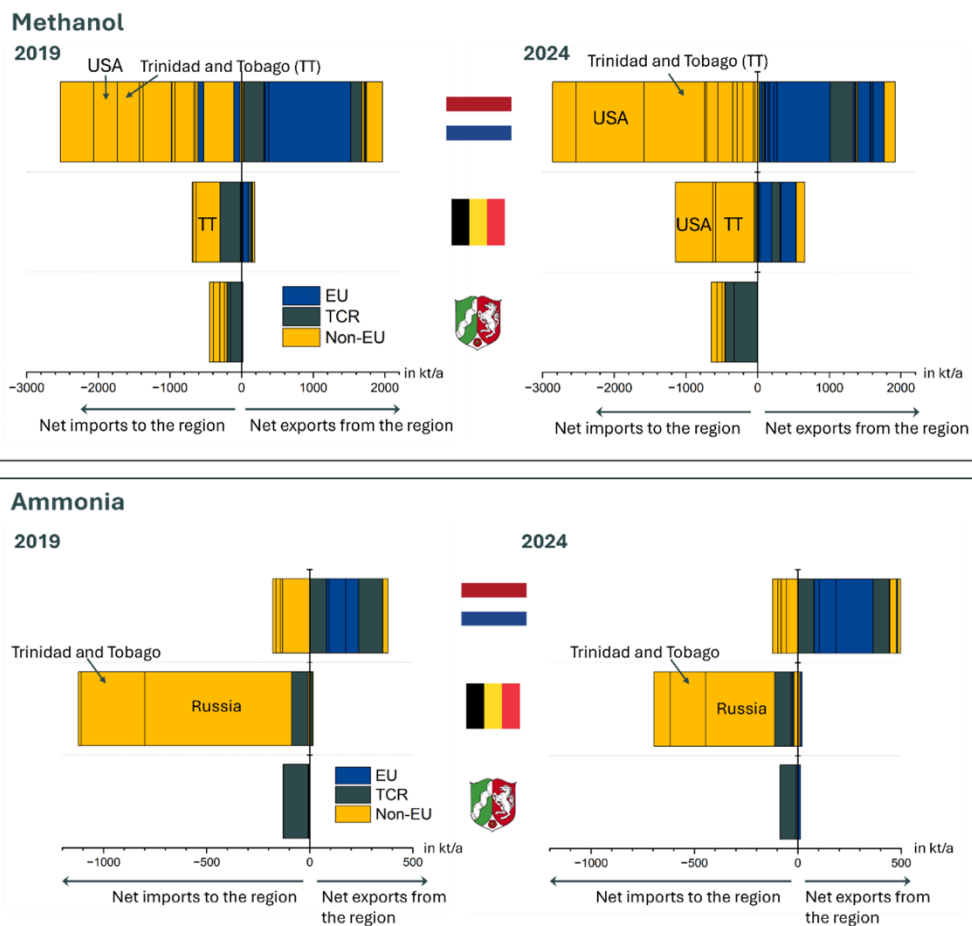 Methanol
2019
USA
Trinidad and Tobago (TT)
TT
EU
TCR
Non-EU
−3000 −2000 −1000 0 1000 2000 in kt/a
Net imports to the region
Net exports from the region
2024
Trinidad and Tobago (TT)
USA
USA
TT
−3000 −2000 −1000 0 1000 2000 in kt/a
Net imports to the region
Net exports from the region
Ammonia
2019
Trinidad and Tobago
Russia
EU
TCR
Non-EU
−1000 −500 0 500 in kt/a
Net imports to the region
Net exports from
the region
2024
Trinidad and Tobago
Russia
−1000 −500 0 500 in kt/a
Net imports to the region
Net exports from
the region